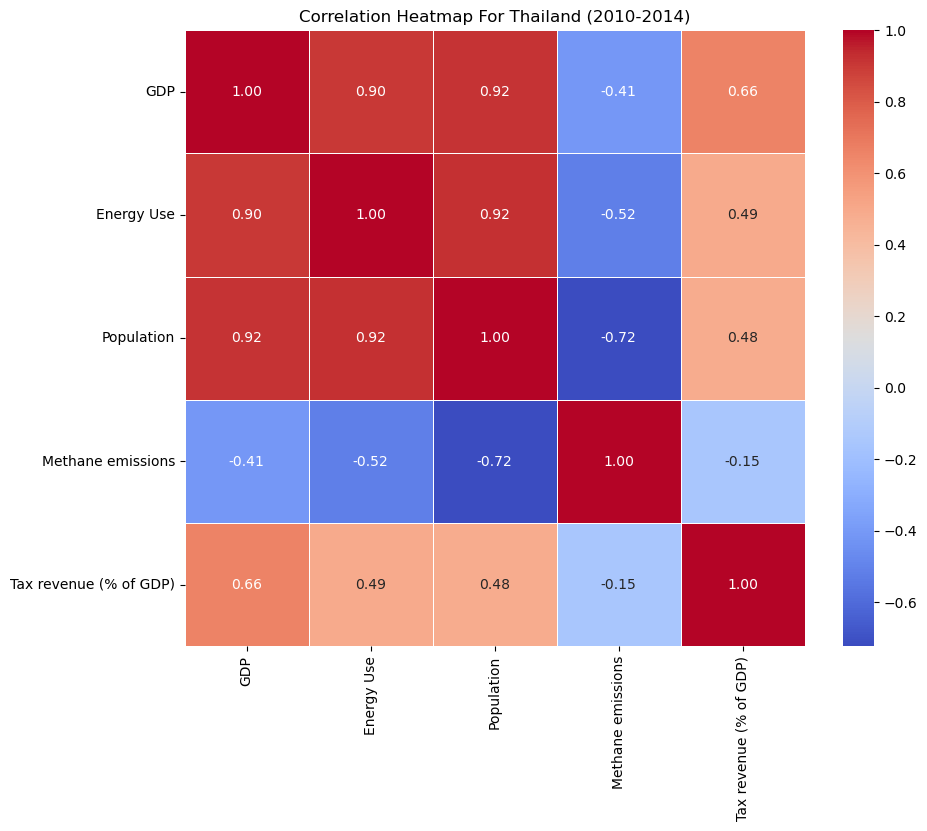 Correlation Heatmap For Thailand (2010-2014)
GDP
1.00 0.90 0.92 -0.41 0.66
Energy Use
0.90 1.00 0.92 -0.52 0.49
Population
0.92 0.92 1.00 -0.72 0.48
Methane emissions
-0.41 -0.52 -0.72 1.00 -0.15
Tax revenue (% of GDP)
0.66 0.49 0.48 -0.15 1.00
GDP
Energy Use
Population
Methane emissions
Tax revenue (% of GDP)
1.0
0.8
0.6
0.4
0.2
0.0
−0.2
−0.4
−0.6